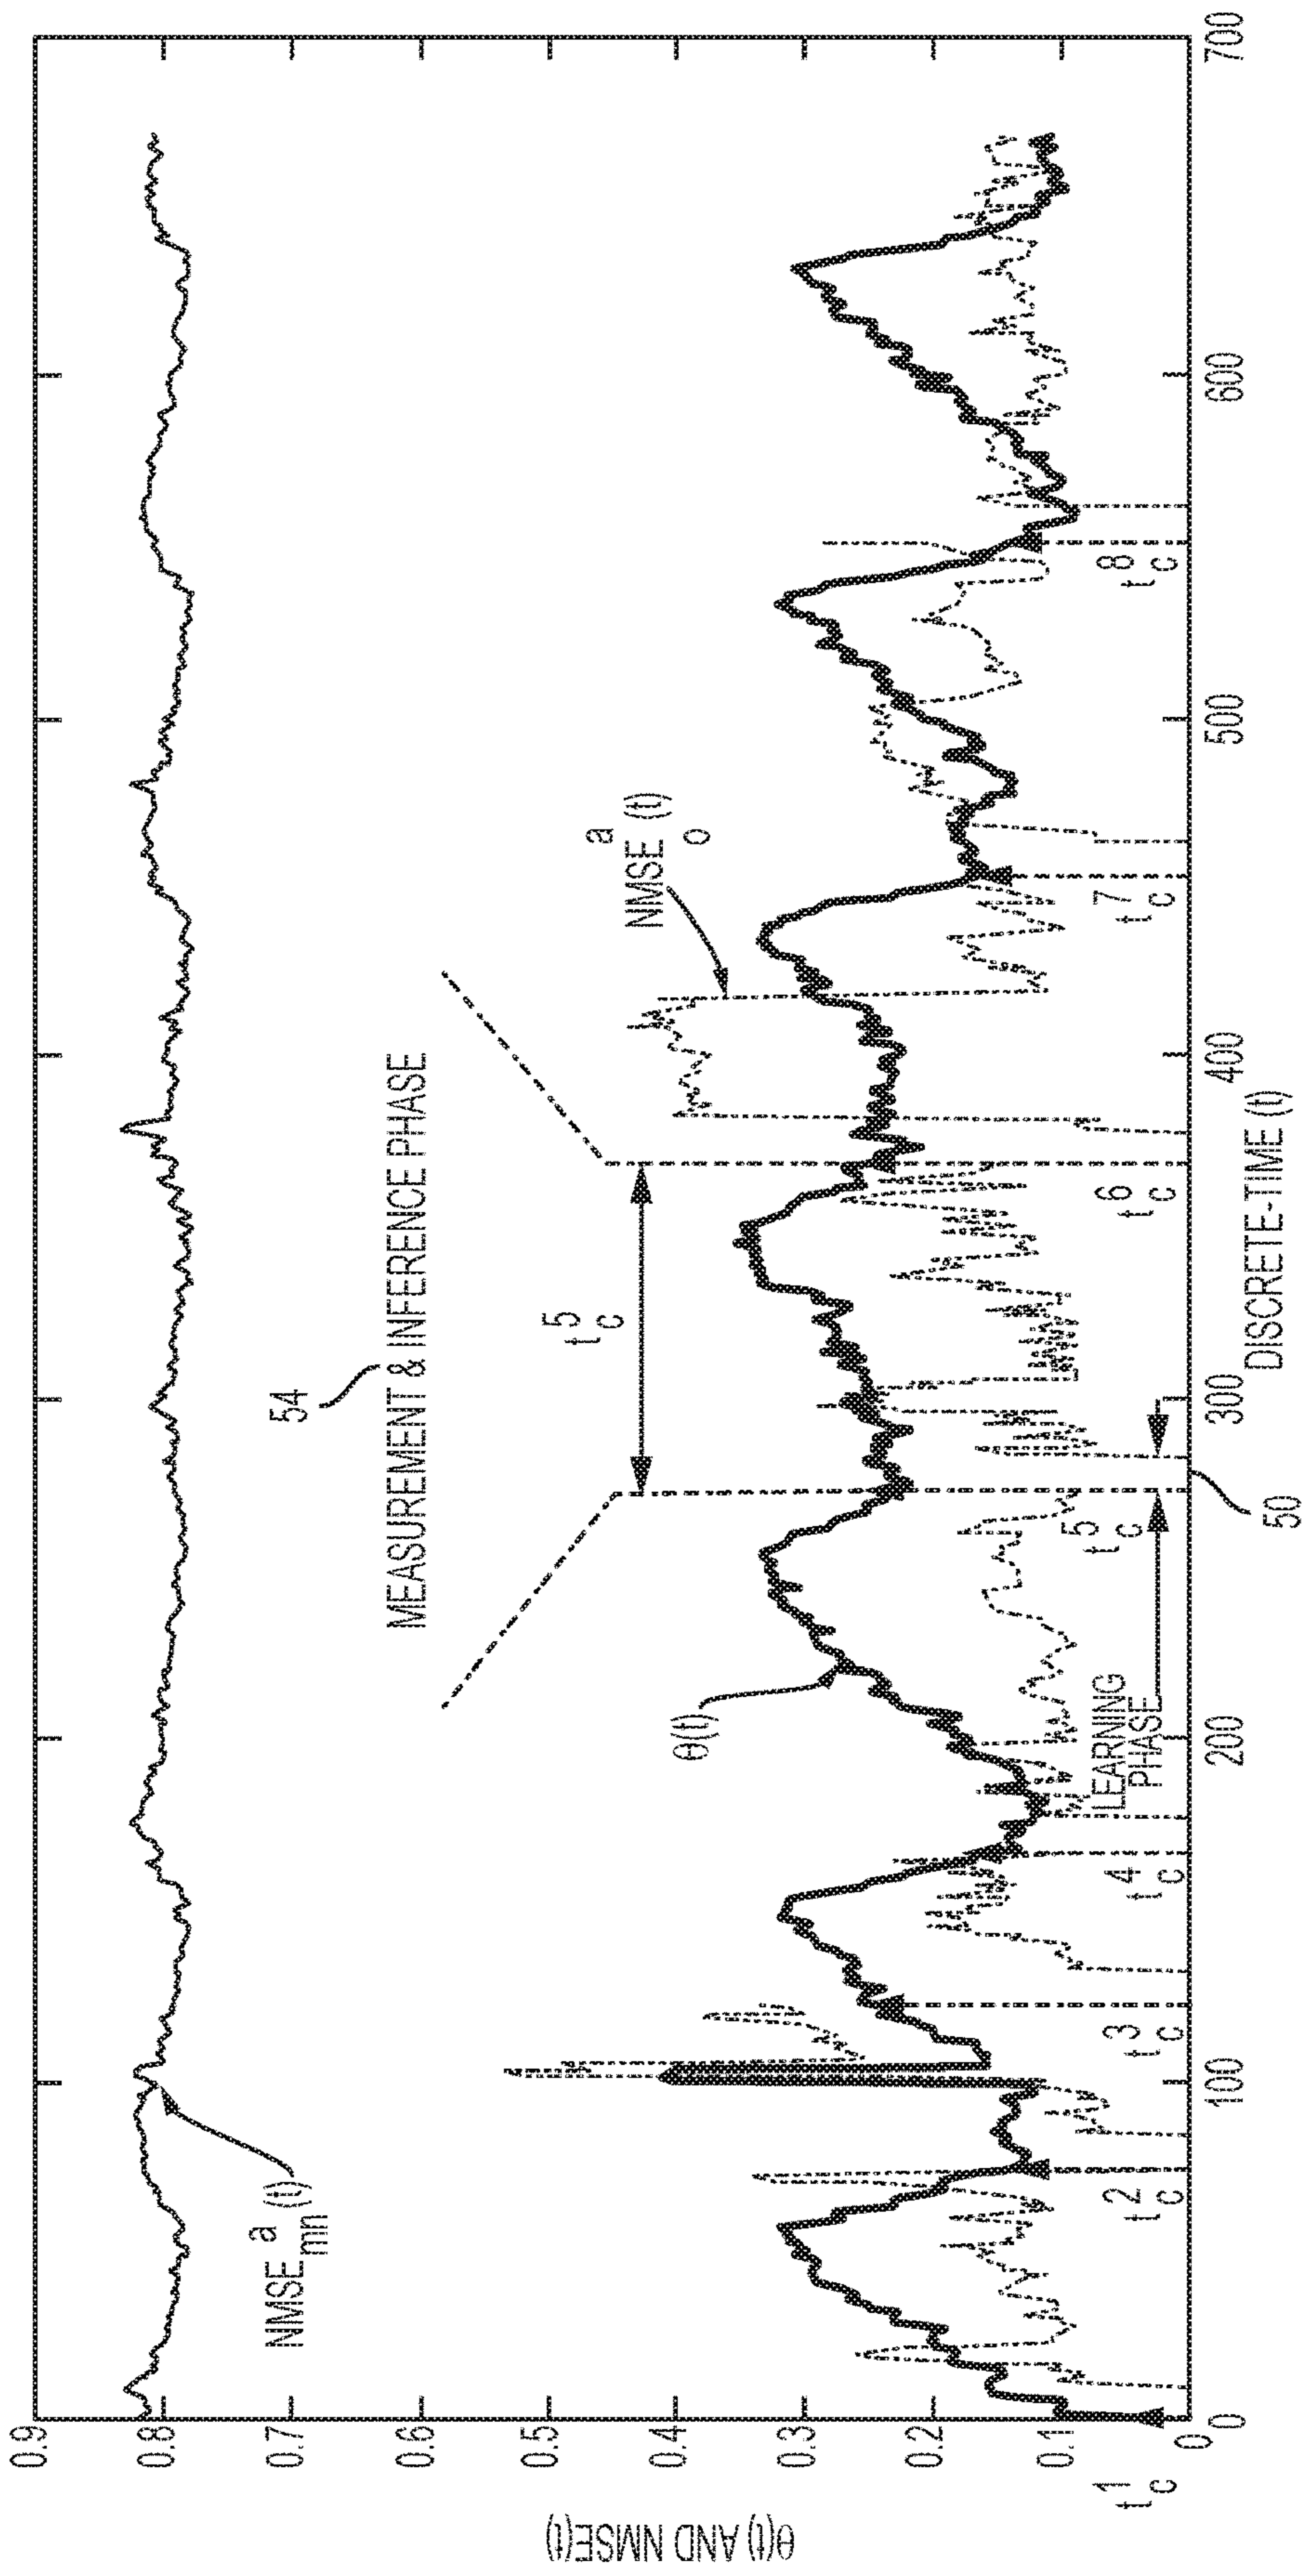 0.9
0.8
0.7
0.6
0.5
0.4
0.3
0.2
0.1
0
θ(t) AND NMSE(t)
NMSE a mn (t)
54
MEASUREMENT & INFERENCE PHASE
t 5 c
NMSE a o (t)
θ(t)
LEARNING
PHASE
t 1 c
t 2 c
t 3 c
t 4 c
t 5 c
t 6 c
t 7 c
t 8 c
50
0
100
200
300
400
500
600
700
DISCRETE-TIME (t)